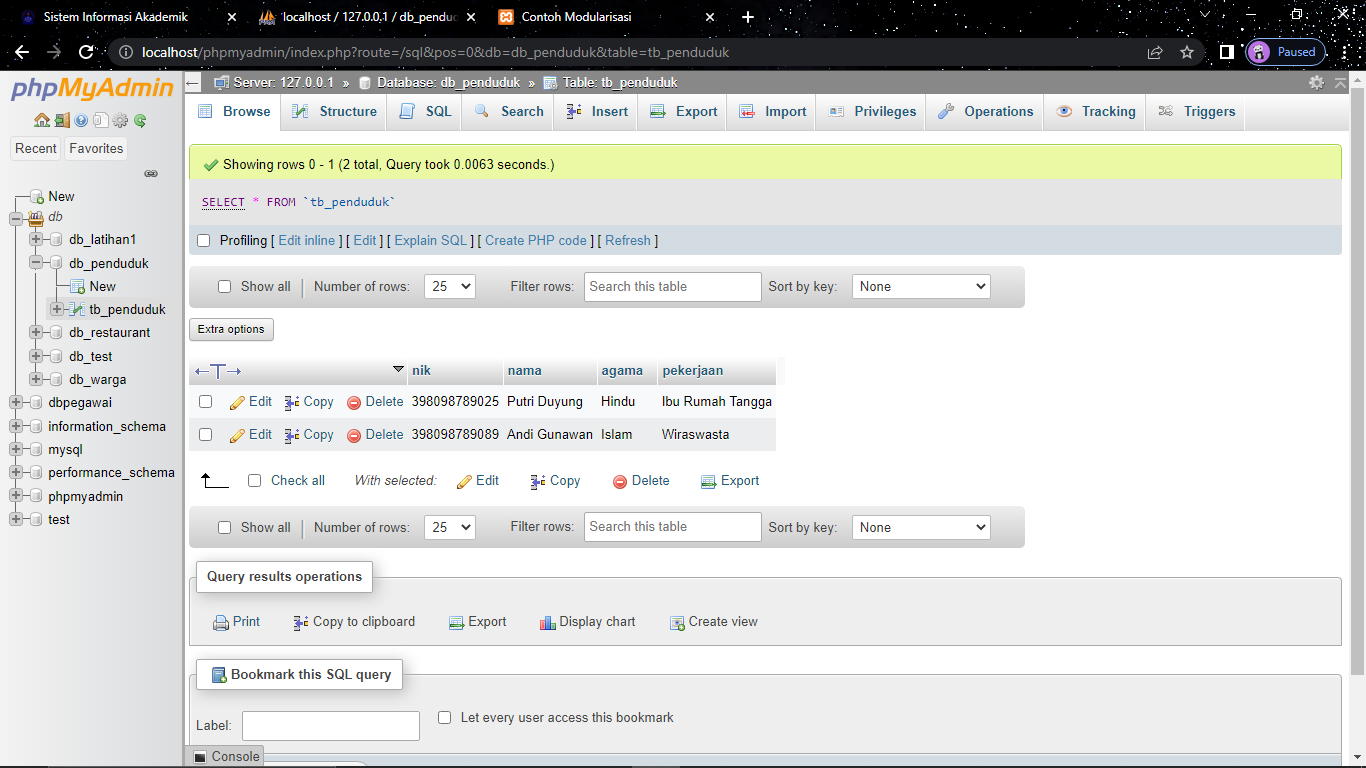 Sistem Informasi Akademik
localhost / 127.0.0.1 / db_pendud
Contoh Modularisasi
localhost/phpmyadmin/index.php?route=/sql&pos=0&db=db_penduduk&table=tb_penduduk
Paused
phpMyAdmin
Recent Favorites
New
db
db_latihan1
db_penduduk
New
tb_penduduk
db_restaurant
db_test
db_warga
dbpegawai
information_schema
mysql
performance_schema
phpmyadmin
test
Server: 127.0.0.1 » Database: db_penduduk » Table: tb_penduduk
Browse Structure SQL Search Insert Export Import Privileges Operations Tracking Triggers
Showing rows 0 - 1 (2 total, Query took 0.0063 seconds.)
SELECT * FROM `tb_penduduk`
Profiling [ Edit inline ] [ Edit ] [ Explain SQL ] [ Create PHP code ] [ Refresh ]
Show all | Number of rows: 25 Filter rows: Search this table Sort by key: None
Extra options
nik nama agama pekerjaan
Edit Copy Delete 398098789025 Putri Duyung Hindu Ibu Rumah Tangga
Edit Copy Delete 398098789089 Andi Gunawan Islam Wiraswasta
Check all With selected: Edit Copy Delete Export
Show all | Number of rows: 25 Filter rows: Search this table Sort by key: None
Query results operations
Print Copy to clipboard Export Display chart Create view
Bookmark this SQL query
Label: Let every user access this bookmark
Console